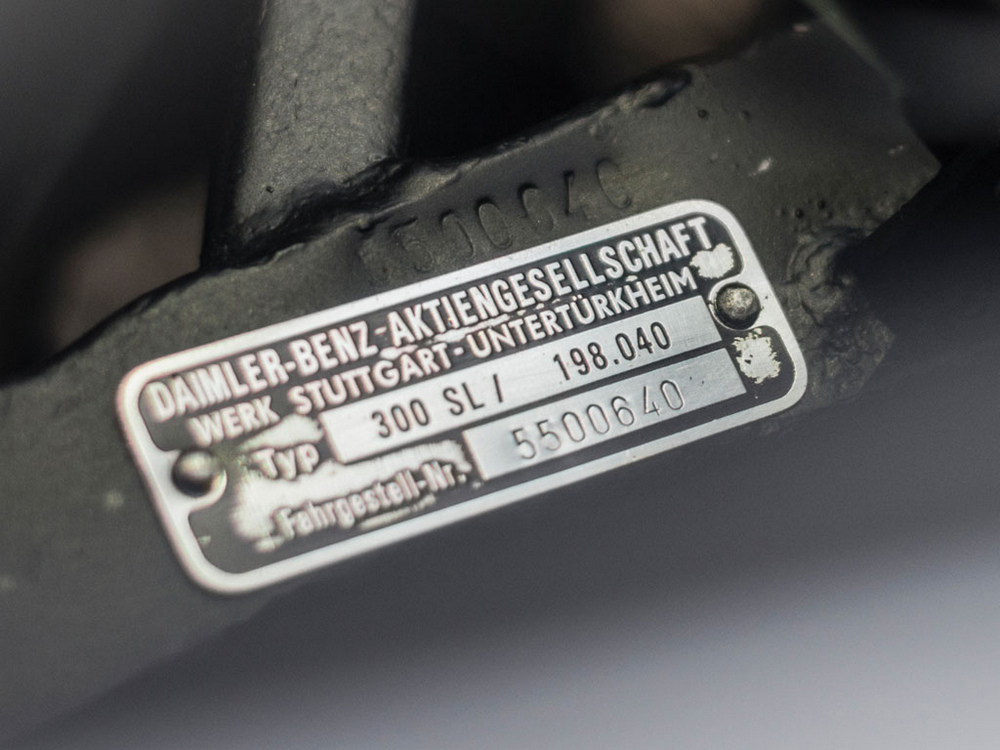 5500640
DAIMLER-BENZ-AKTIENGESELLSCHAFT
WERK STUTTGART-UNTERTÜRKHEIM
Typ 300 SL / 198.040
Fahrgestell-Nr. 5500640